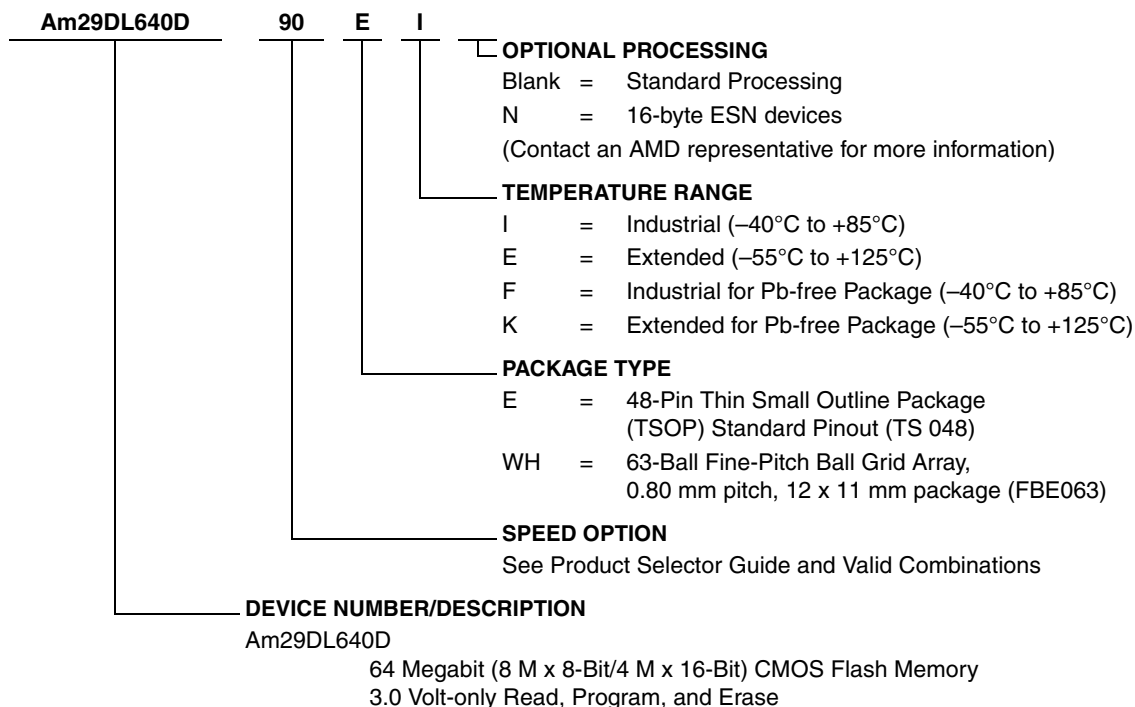 Am29DL640D 90 E I
OPTIONAL PROCESSING
Blank = Standard Processing
N = 16-byte ESN devices
(Contact an AMD representative for more information)
TEMPERATURE RANGE
I = Industrial (–40°C to +85°C)
E = Extended (–55°C to +125°C)
F = Industrial for Pb-free Package (–40°C to +85°C)
K = Extended for Pb-free Package (–55°C to +125°C)
PACKAGE TYPE
E = 48-Pin Thin Small Outline Package
(TSOP) Standard Pinout (TS 048)
WH = 63-Ball Fine-Pitch Ball Grid Array,
0.80 mm pitch, 12 x 11 mm package (FBE063)
SPEED OPTION
See Product Selector Guide and Valid Combinations
DEVICE NUMBER/DESCRIPTION
Am29DL640D
64 Megabit (8 M x 8-Bit/4 M x 16-Bit) CMOS Flash Memory
3.0 Volt-only Read, Program, and Erase